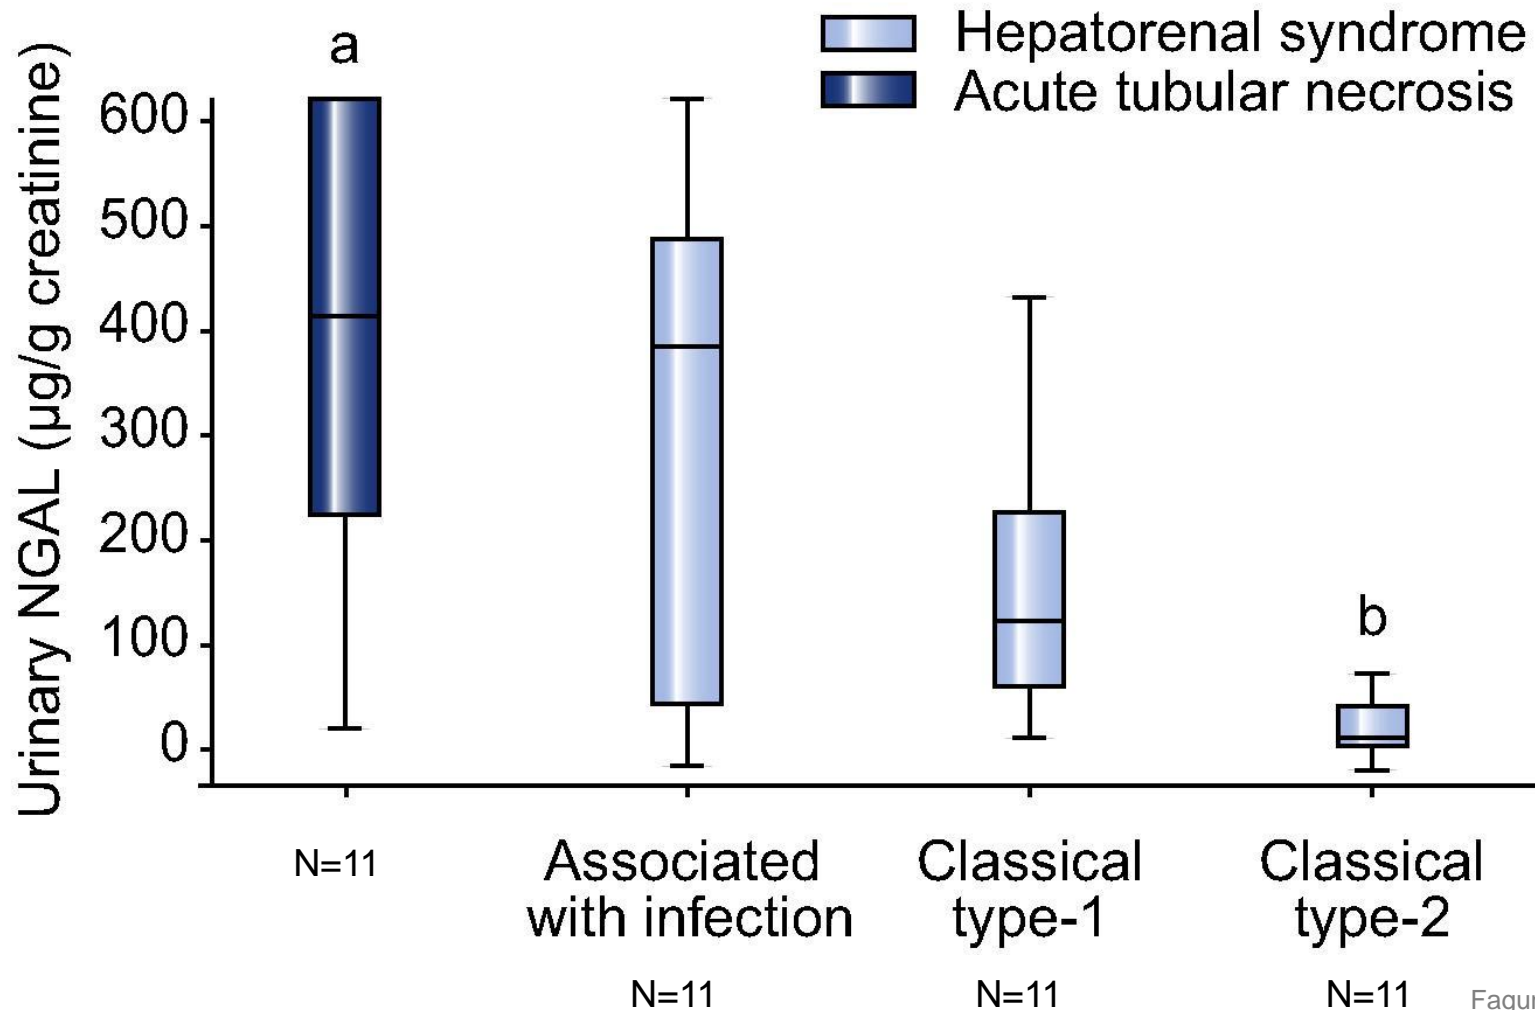 Hepatorenal syndrome
Acute tubular necrosis
a
b
Urinary NGAL (µg/g creatinine)
600
500
400
300
200
100
0
N=11
Associated
with infection
N=11
Classical
type-1
N=11
Classical
type-2
N=11